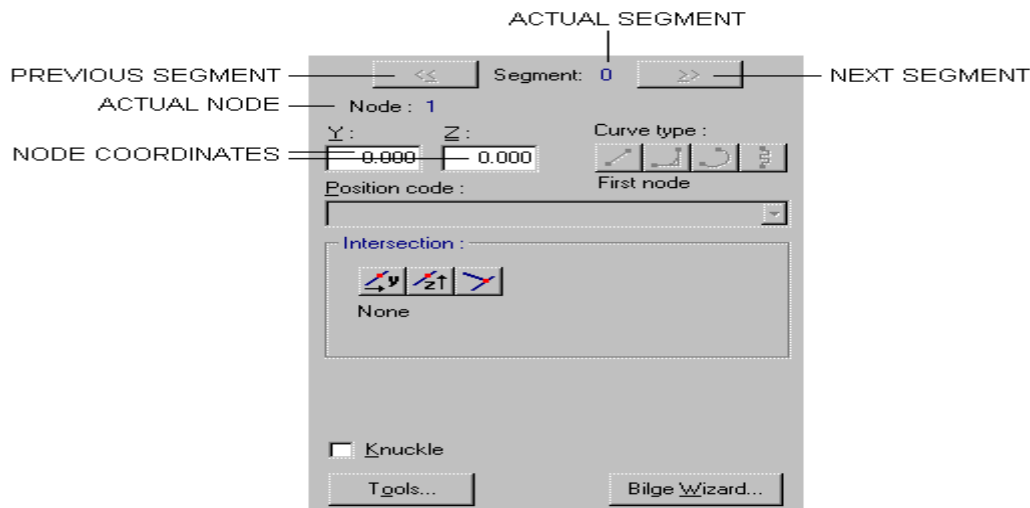 ACTUAL SEGMENT
PREVIOUS SEGMENT << Segment: 0 >> NEXT SEGMENT
ACTUAL NODE Node : 1
Y : Z : Curve type :
NODE COORDINATES 0.000 0.000
First node
Position code :
Intersection :
y z
None
Knuckle
Tools... Bilge Wizard...